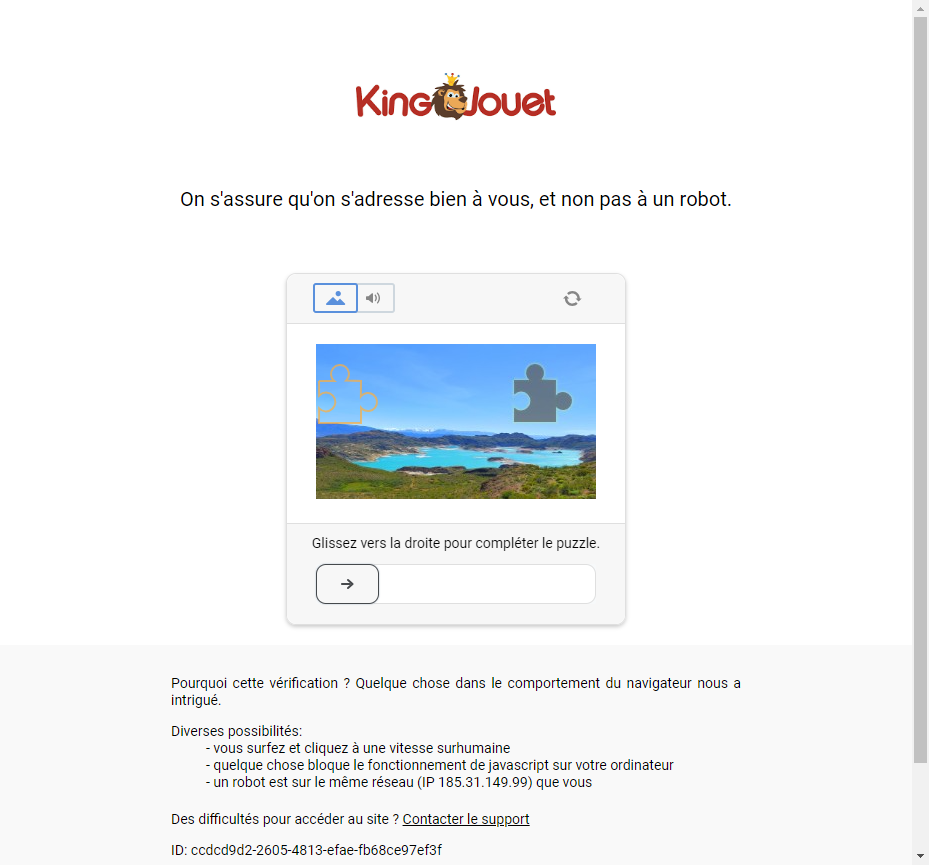 King Jouet
On s'assure qu'on s'adresse bien à vous, et non pas à un robot.
Glissez vers la droite pour compléter le puzzle.
Pourquoi cette vérification ? Quelque chose dans le comportement du navigateur nous a
intrigué.
Diverses possibilités:
- vous surfez et cliquez à une vitesse surhumaine
- quelque chose bloque le fonctionnement de javascript sur votre ordinateur
- un robot est sur le même réseau (IP 185.31.149.99) que vous
Des difficultés pour accéder au site ? Contacter le support
ID: ccdcd9d2-2605-4813-efae-fb68ce97ef3f